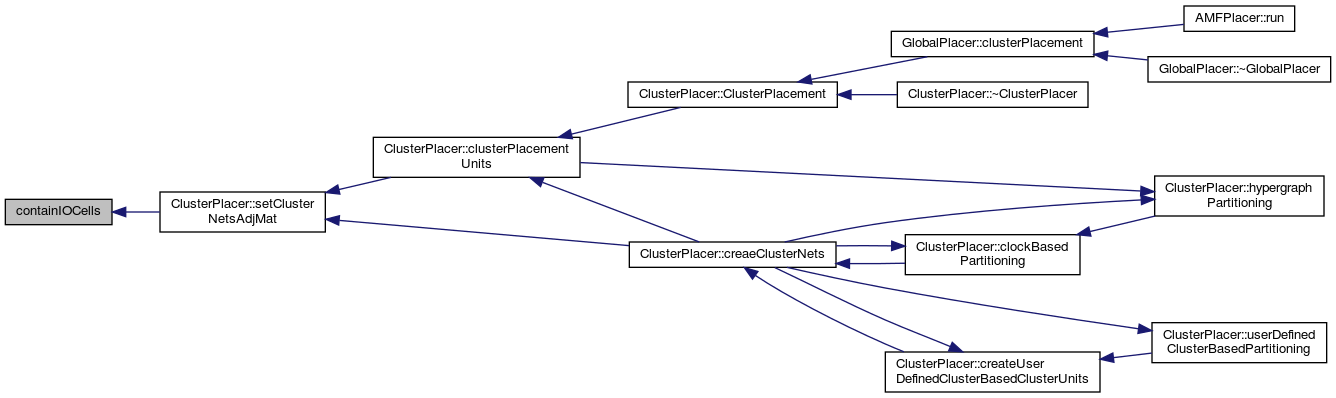 AMFPlacer::run
GlobalPlacer::clusterPlacement
GlobalPlacer::~GlobalPlacer
ClusterPlacer::ClusterPlacement
ClusterPlacer::~ClusterPlacer
ClusterPlacer::clusterPlacement
Units
ClusterPlacer::hypergraph
Partitioning
containIOCells
ClusterPlacer::setCluster
NetsAdjMat
ClusterPlacer::creaeClusterNets
ClusterPlacer::clockBased
Partitioning
ClusterPlacer::userDefined
ClusterBasedPartitioning
ClusterPlacer::createUser
DefinedClusterBasedClusterUnits